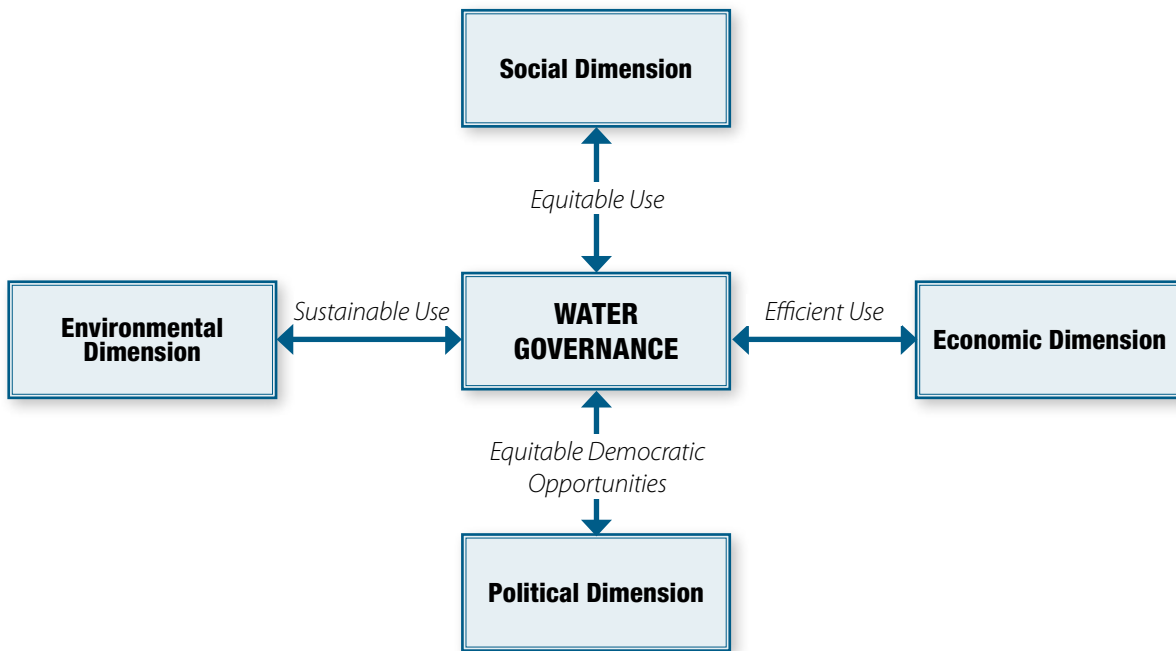 Social Dimension
Equitable Use
Environmental
Dimension
Sustainable Use
WATER
GOVERNANCE
Efficient Use
Economic Dimension
Equitable Democratic
Opportunities
Political Dimension